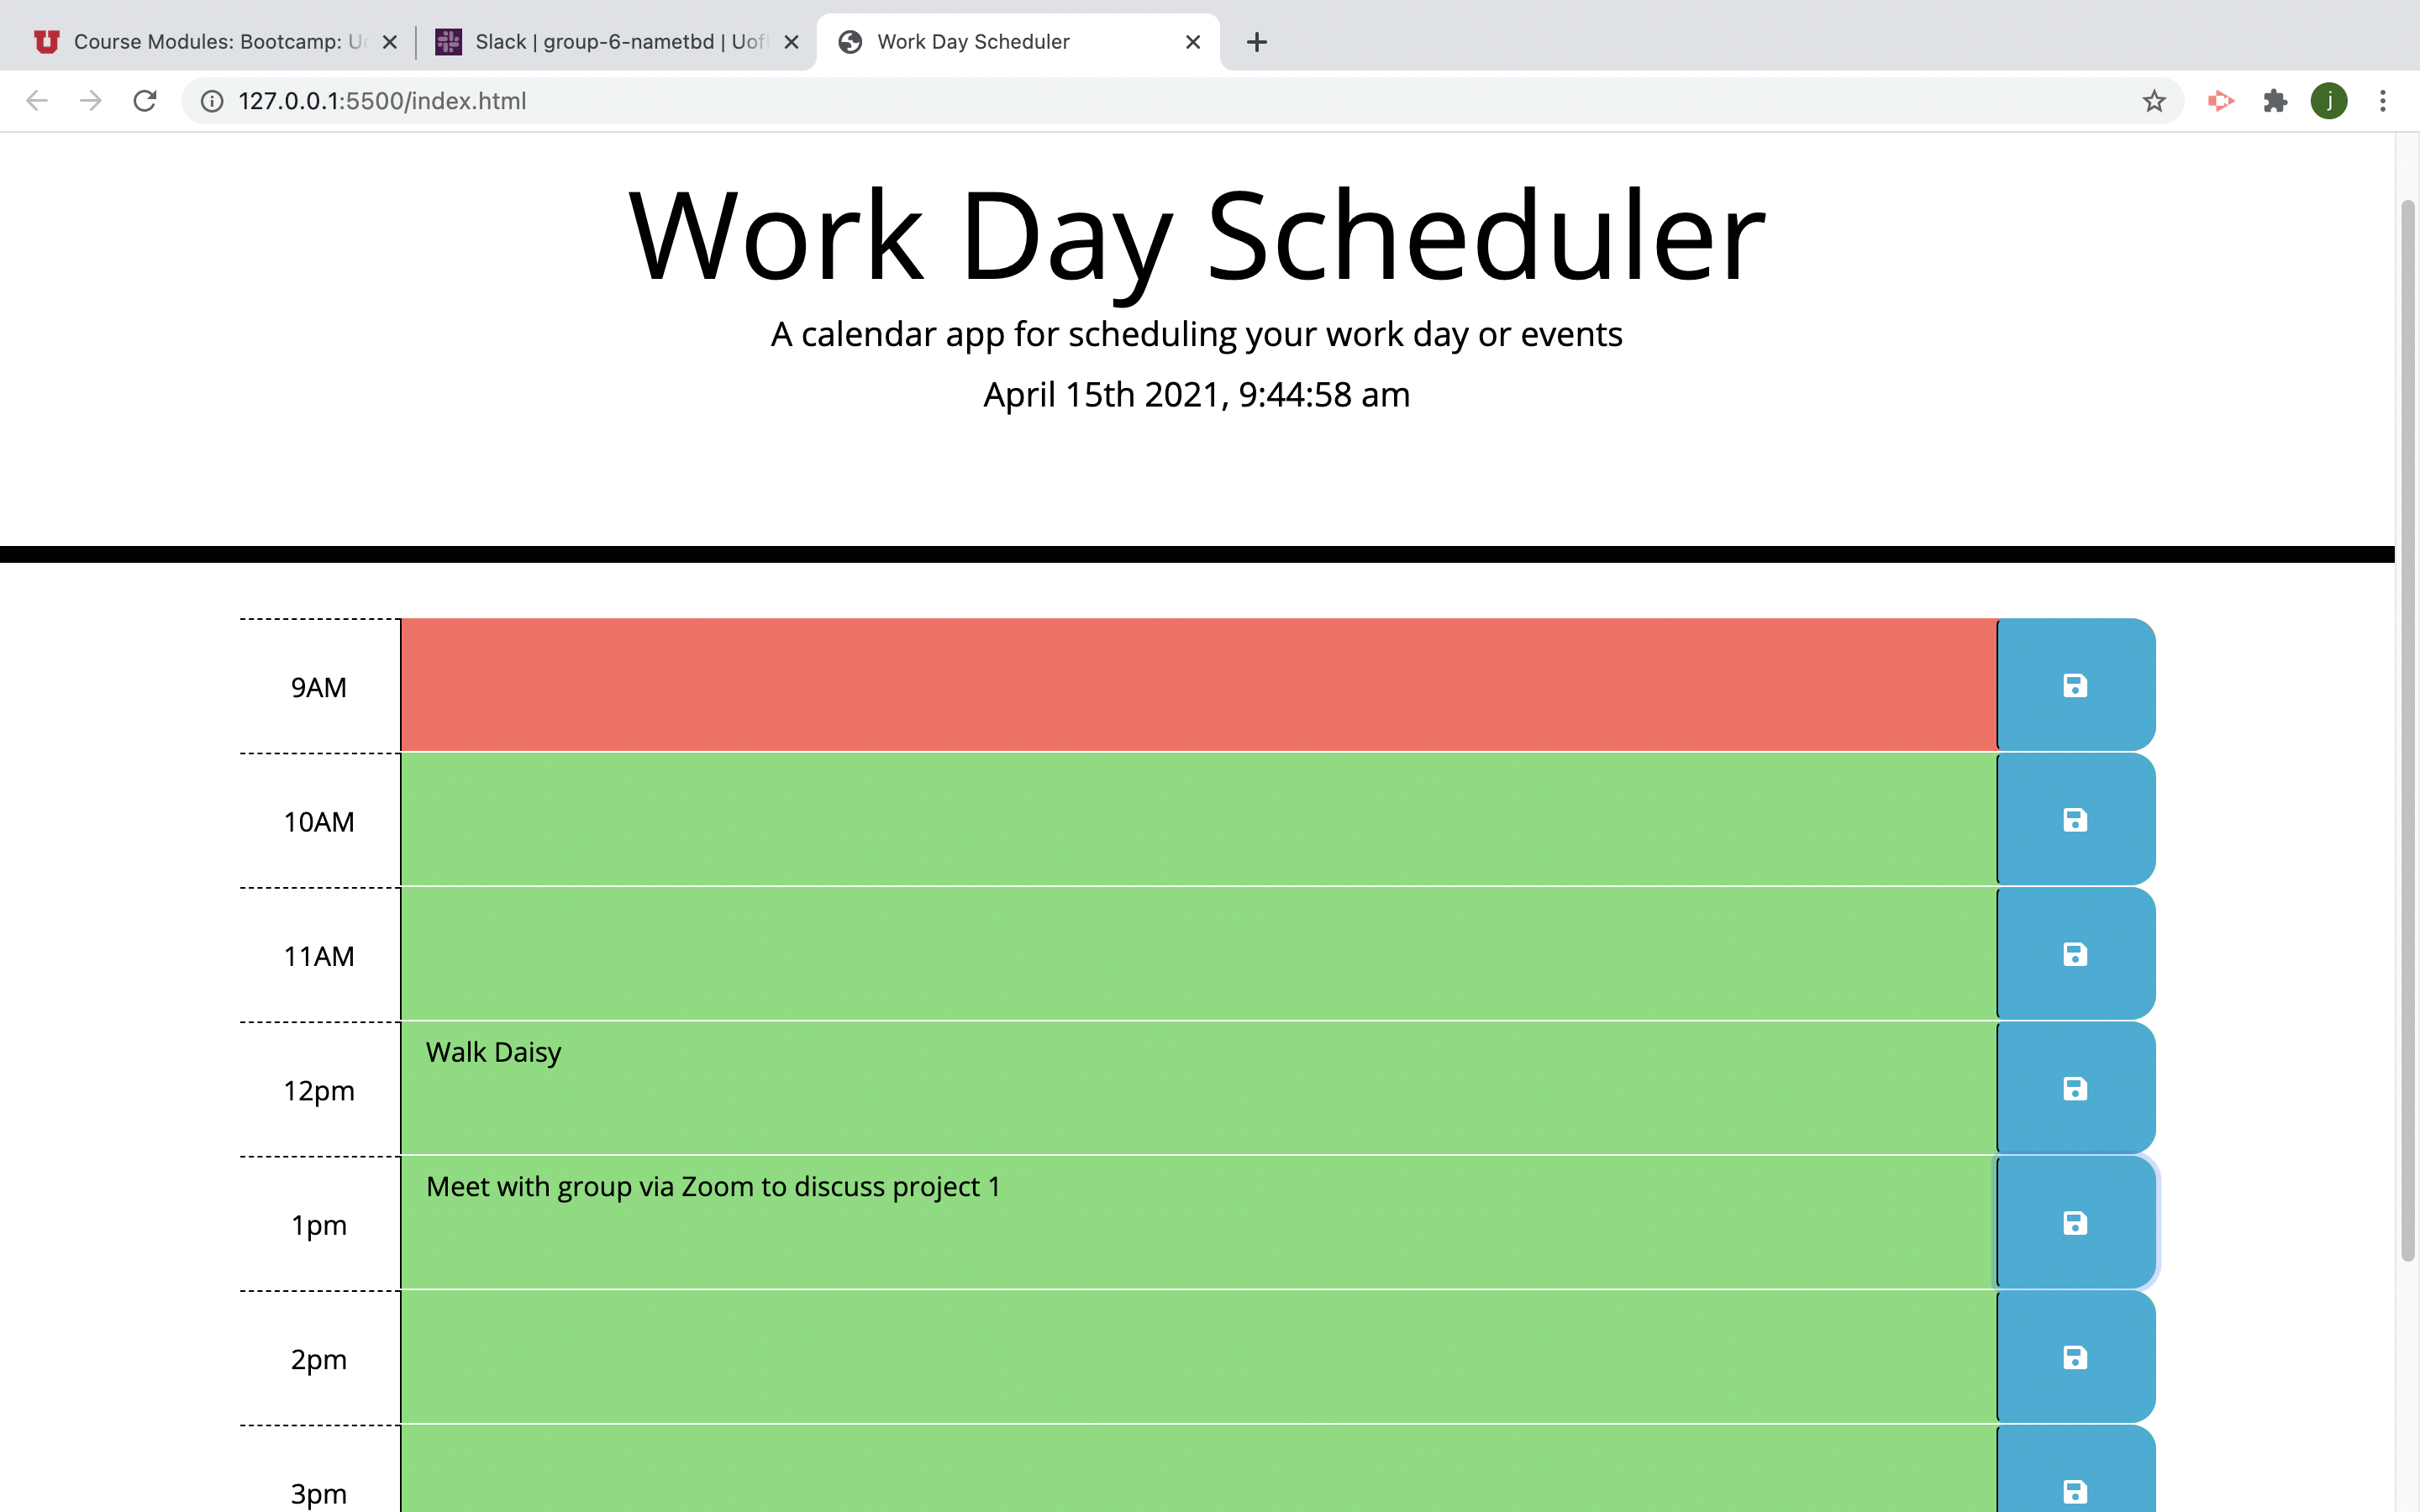 Course Modules: Bootcamp: U
Slack | group-6-nametbd | Uof
Work Day Scheduler
127.0.0.1:5500/index.html
j
Work Day Scheduler
A calendar app for scheduling your work day or events
April 15th 2021, 9:44:58 am
9AM
10AM
11AM
12pm
Walk Daisy
1pm
Meet with group via Zoom to discuss project 1
2pm
3pm